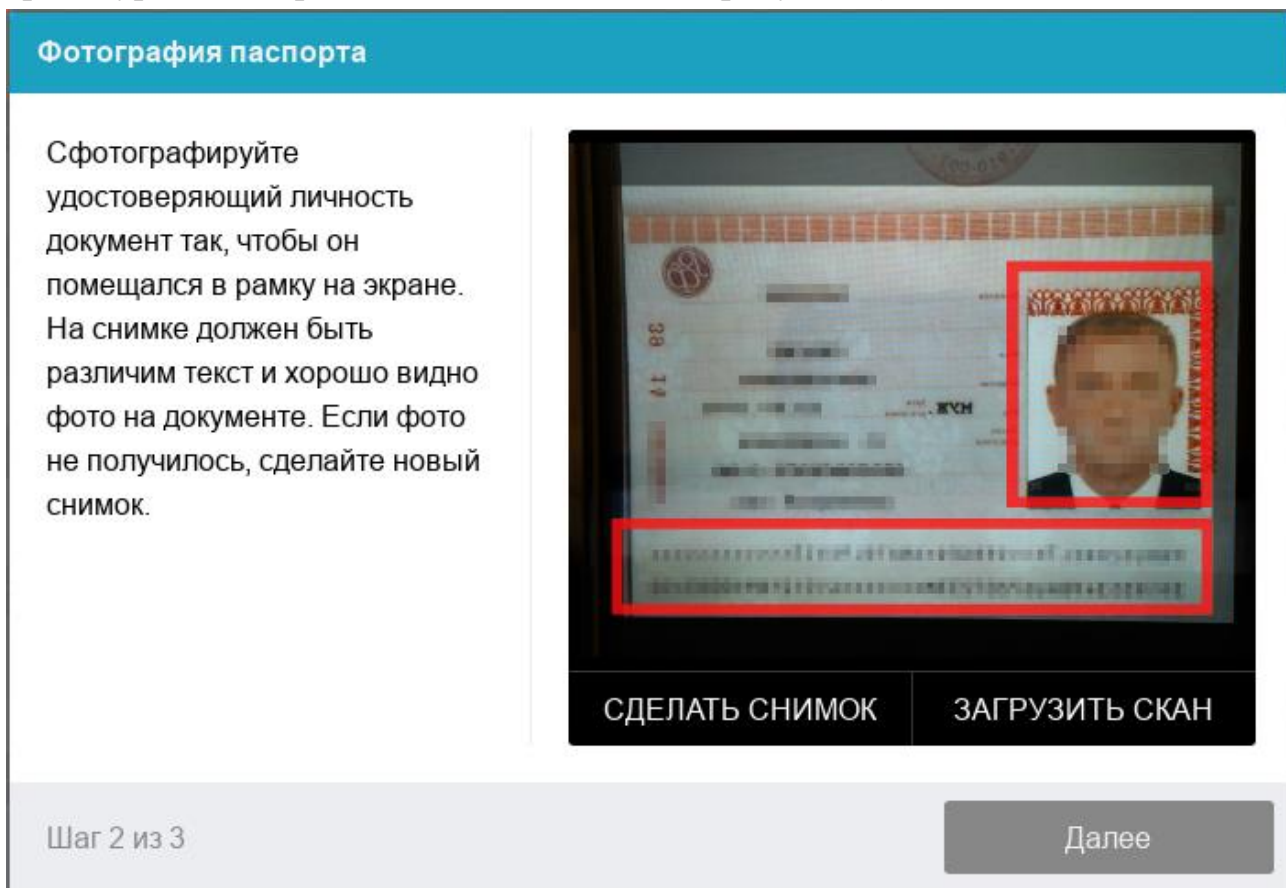 Фотография паспорта
Сфотографируйте
удостоверяющий личность
документ так, чтобы он
помещался в рамку на экране.
На снимке должен быть
различим текст и хорошо видно
фото на документе. Если фото
не получилось, сделайте новый
снимок.
МУЖ.
СДЕЛАТЬ СНИМОК
ЗАГРУЗИТЬ СКАН
Шаг 2 из 3
Далее